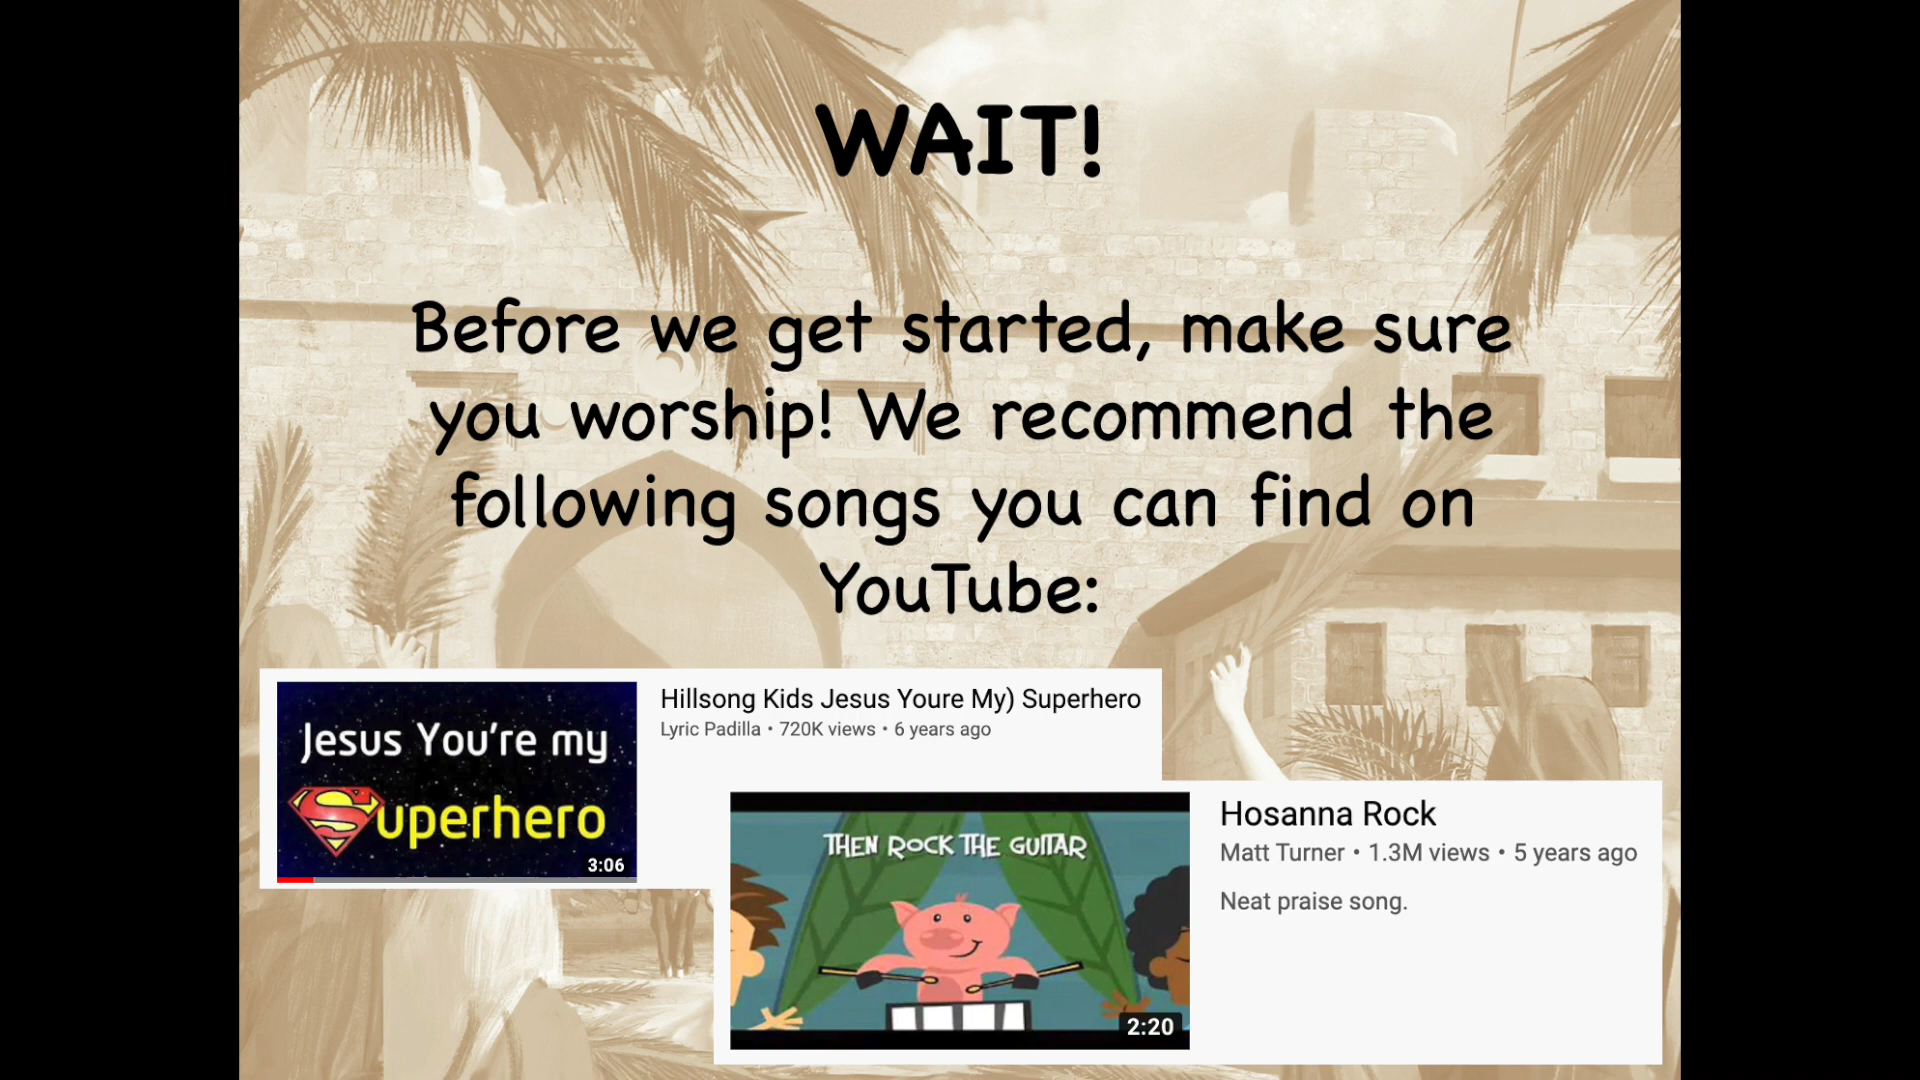 WAIT!
Before we get started, make sure
you worship! We recommend the
following songs you can find on
YouTube:
Jesus You're my
Superhero
3:06
Hillsong Kids Jesus Youre My) Superhero
Lyric Padilla • 720K views • 6 years ago
THEN ROCK THE GUITAR
2:20
Hosanna Rock
Matt Turner • 1.3M views • 5 years ago
Neat praise song.